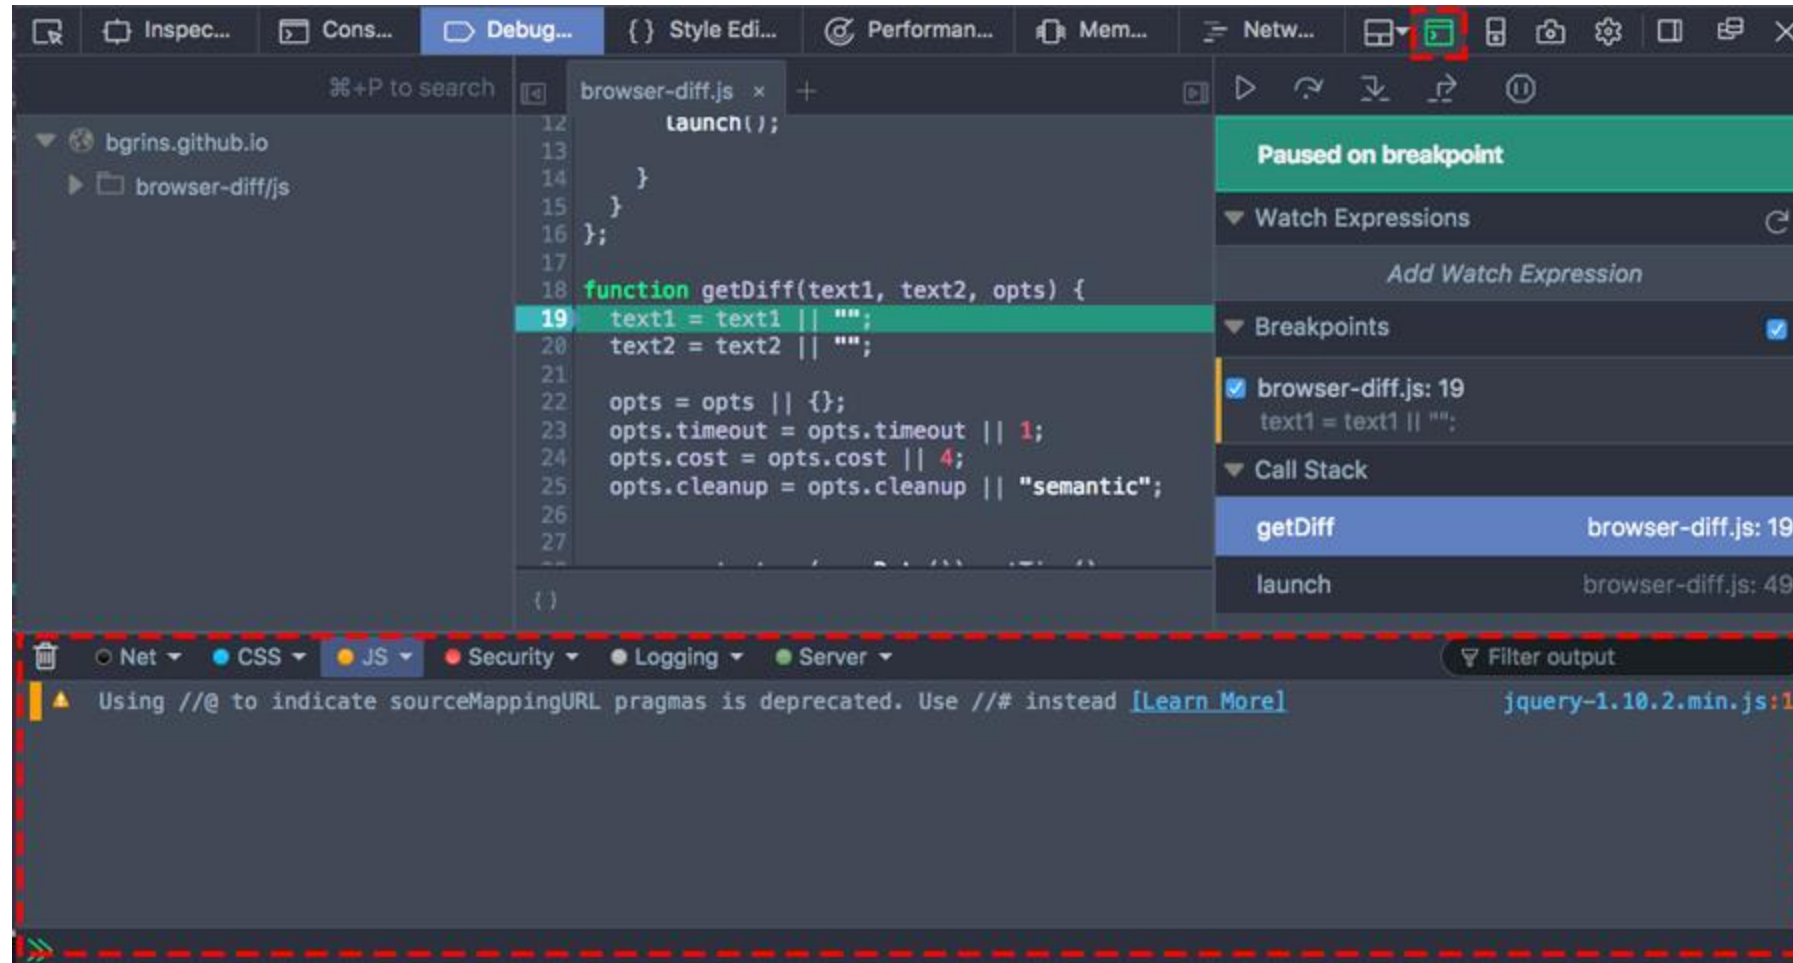 Inspec... Cons... Debug... { } Style Edi... Performan... Mem... Netw...
⌘+P to search
bgrins.github.io
browser-diff/js
browser-diff.js × +
12 launch();
13
14 }
15 }
16 };
17
18 function getDiff(text1, text2, opts) {
19 text1 = text1 || "";
20 text2 = text2 || "";
21
22 opts = opts || {};
23 opts.timeout = opts.timeout || 1;
24 opts.cost = opts.cost || 4;
25 opts.cleanup = opts.cleanup || "semantic";
26
27
{ }
Paused on breakpoint
Watch Expressions
Add Watch Expression
Breakpoints
browser-diff.js: 19
text1 = text1 || "";
Call Stack
getDiff browser-diff.js: 19
launch browser-diff.js: 49
Net CSS JS Security Logging Server Filter output
Using //@ to indicate sourceMappingURL pragmas is deprecated. Use //# instead [Learn More] jquery-1.10.2.min.js:1